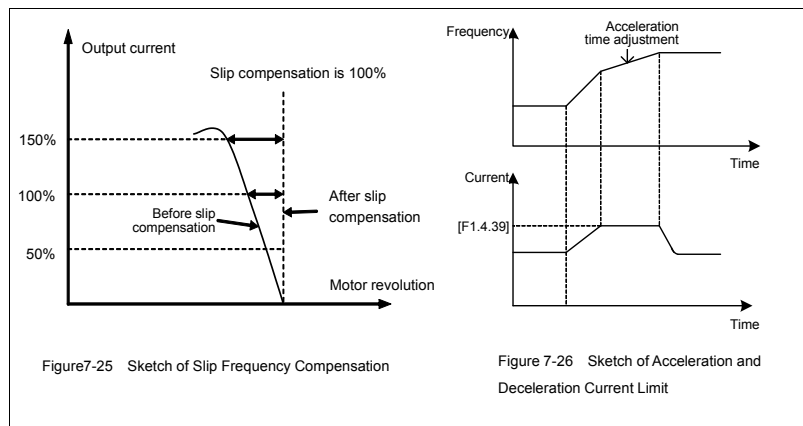 Output current
Slip compensation is 100%
150%
100%
50%
Before slip
compensation
After slip
compensation
Motor revolution
Figure7-25 Sketch of Slip Frequency Compensation
Frequency
Acceleration
time adjustment
Time
Current
[F1.4.39]
Time
Figure 7-26 Sketch of Acceleration and
Deceleration Current Limit